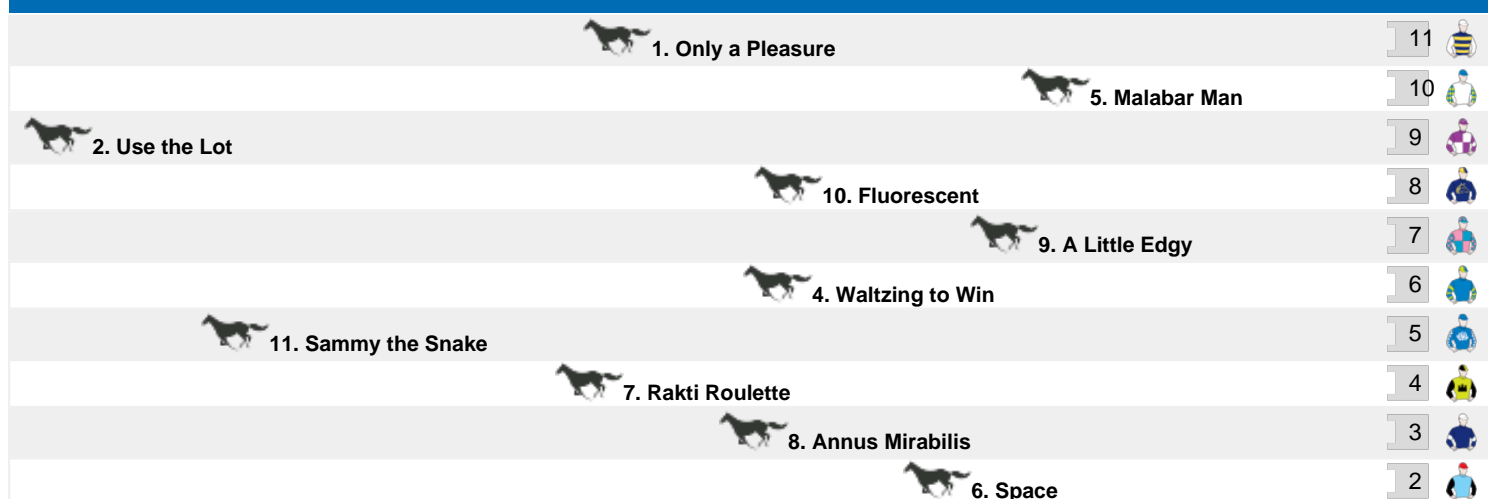 1. Only a Pleasure 11
5. Malabar Man 10
2. Use the Lot 9
10. Fluorescent 8
9. A Little Edgy 7
4. Waltzing to Win 6
11. Sammy the Snake 5
7. Rakti Roulette 4
8. Annus Mirabilis 3
6. Space 2